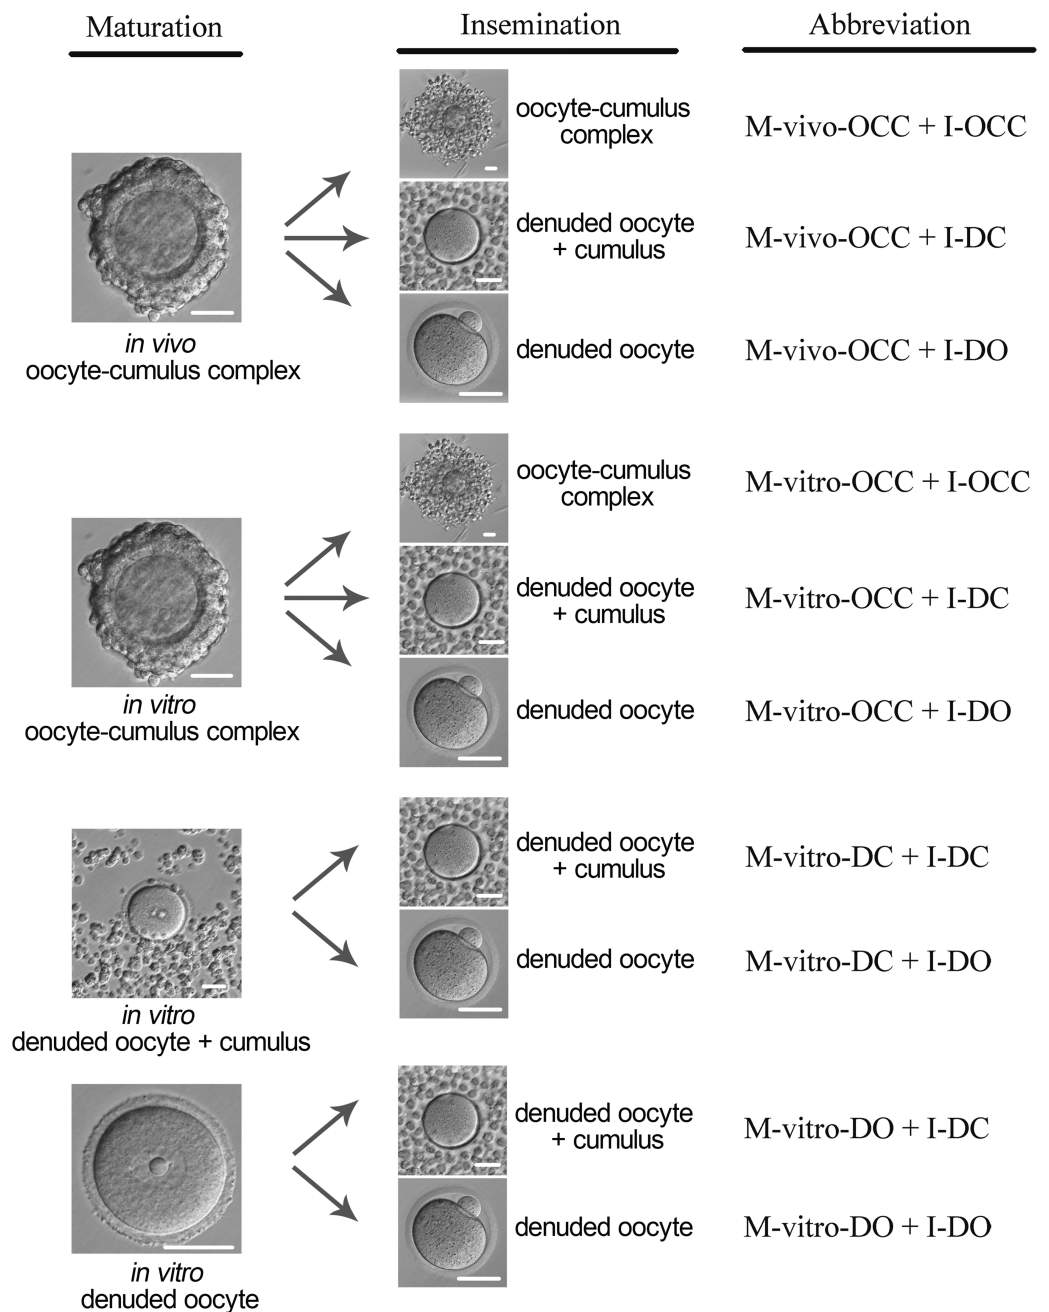 Maturation
Insemination
Abbreviation
oocyte-cumulus
complex
M-vivo-OCC + I-OCC
denuded oocyte
+ cumulus
M-vivo-OCC + I-DC
denuded oocyte
M-vivo-OCC + I-DO
in vivo
oocyte-cumulus complex
oocyte-cumulus
complex
M-vitro-OCC + I-OCC
denuded oocyte
+ cumulus
M-vitro-OCC + I-DC
denuded oocyte
M-vitro-OCC + I-DO
in vitro
oocyte-cumulus complex
denuded oocyte
+ cumulus
M-vitro-DC + I-DC
denuded oocyte
M-vitro-DC + I-DO
in vitro
denuded oocyte + cumulus
denuded oocyte
+ cumulus
M-vitro-DO + I-DC
denuded oocyte
M-vitro-DO + I-DO
in vitro
denuded oocyte